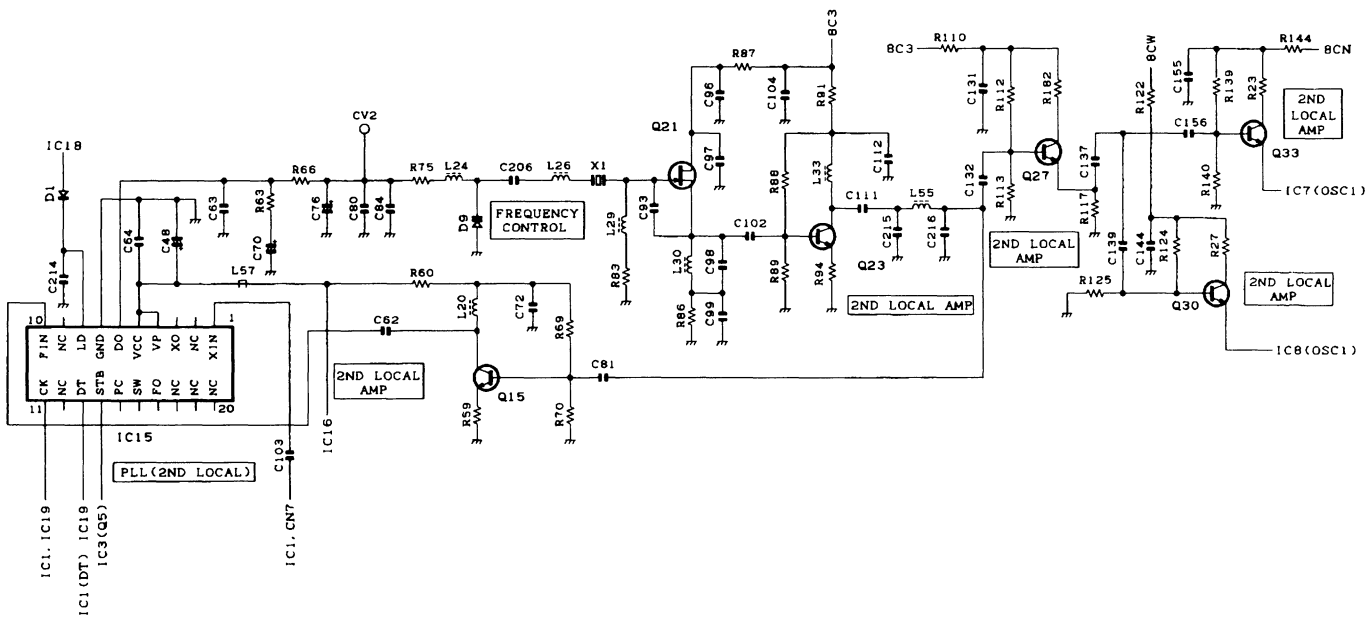 8C3
R87
C96
C104
R91
Q21
C97
CV2
IC18
D1
R66
R75
L24
C206
L26
X1
C63
R63
C76
C80
C84
D9
FREQUENCY
CONTROL
C93
L29
R83
C64
C48
C70
C214
L57
R60
L20
C72
R69
L30
C98
R86
C99
C102
R88
R89
L33
C112
C111
L55
C215
C216
Q23
R94
2ND LOCAL AMP
8C3
R110
C131
R112
R182
C132
R113
Q27
2ND LOCAL
AMP
C137
R117
8CW
R122
C155
R139
R23
R144
8CN
2ND
LOCAL
AMP
C156
Q33
R140
IC7(OSC1)
C139
C144
R124
R27
R125
Q30
2ND LOCAL
AMP
IC8(OSC1)
10
FIN
NC
LD
GND
DO
VCC
VP
XO
NC
XIN
1
11
CK
NC
DT
STB
PC
SW
FO
NC
NC
NC
20
IC15
C62
2ND LOCAL
AMP
Q15
R59
R70
C81
IC16
PLL(2ND LOCAL)
C103
IC1, IC19
IC1(DT) IC19
IC3(Q5)
IC1, CN7